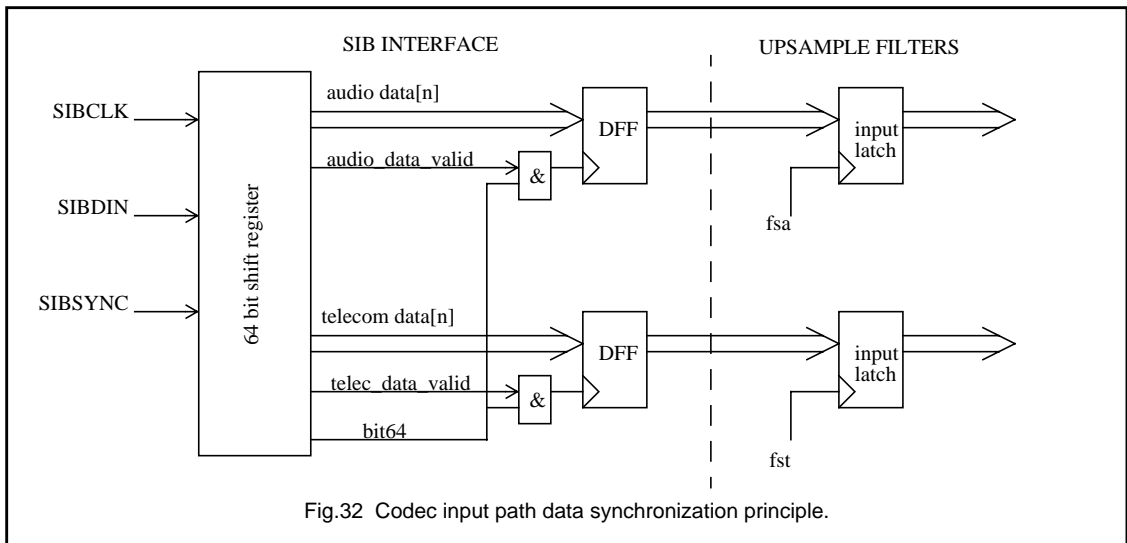 SIB INTERFACE
UPSAMPLE FILTERS
SIBCLK
SIBDIN
SIBSYNC
64 bit shift register
audio data[n]
audio_data_valid
&
DFF
input
latch
fsa
telecom data[n]
telec_data_valid
bit64
&
DFF
input
latch
fst
Fig.32 Codec input path data synchronization principle.